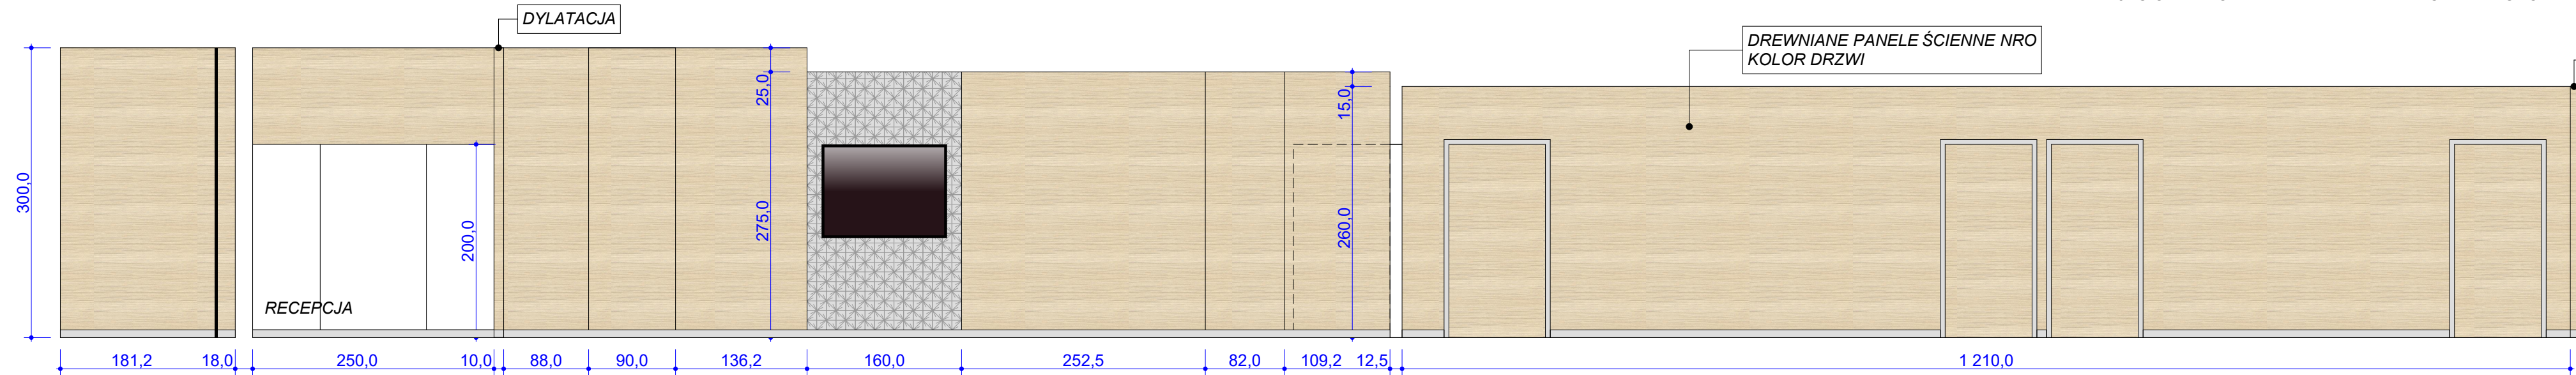 DYLATACJA
DREWNIANE PANELE ŚCIENNE NRO
KOLOR DRZWI
300,0
25,0
275,0
200,0
15,0
260,0
RECEPCJA
181,2 18,0 250,0 10,0 88,0 90,0 136,2 160,0 252,5 82,0 109,2 12,5 1 210,0